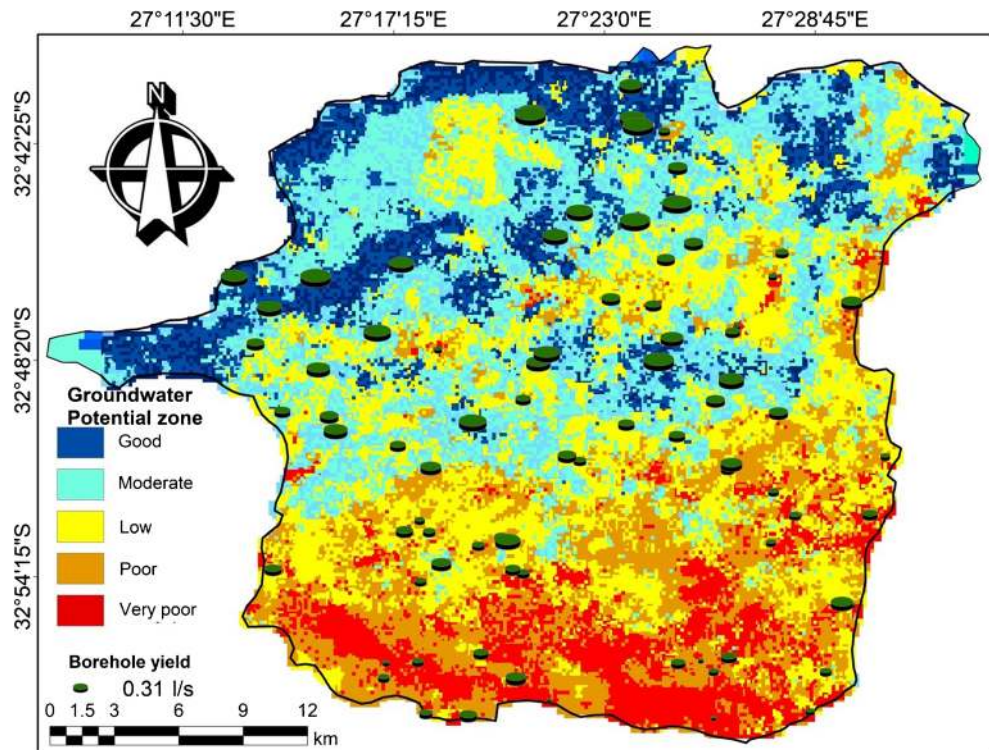 27°11'30"E 27°17'15"E 27°23'0"E 27°28'45"E
32°42'25"S
32°48'20"S
32°54'15"S
N
Groundwater
Potential zone
Good
Moderate
Low
Poor
Very poor
Borehole yield
0.31 l/s
0 1.5 3 6 9 12
km